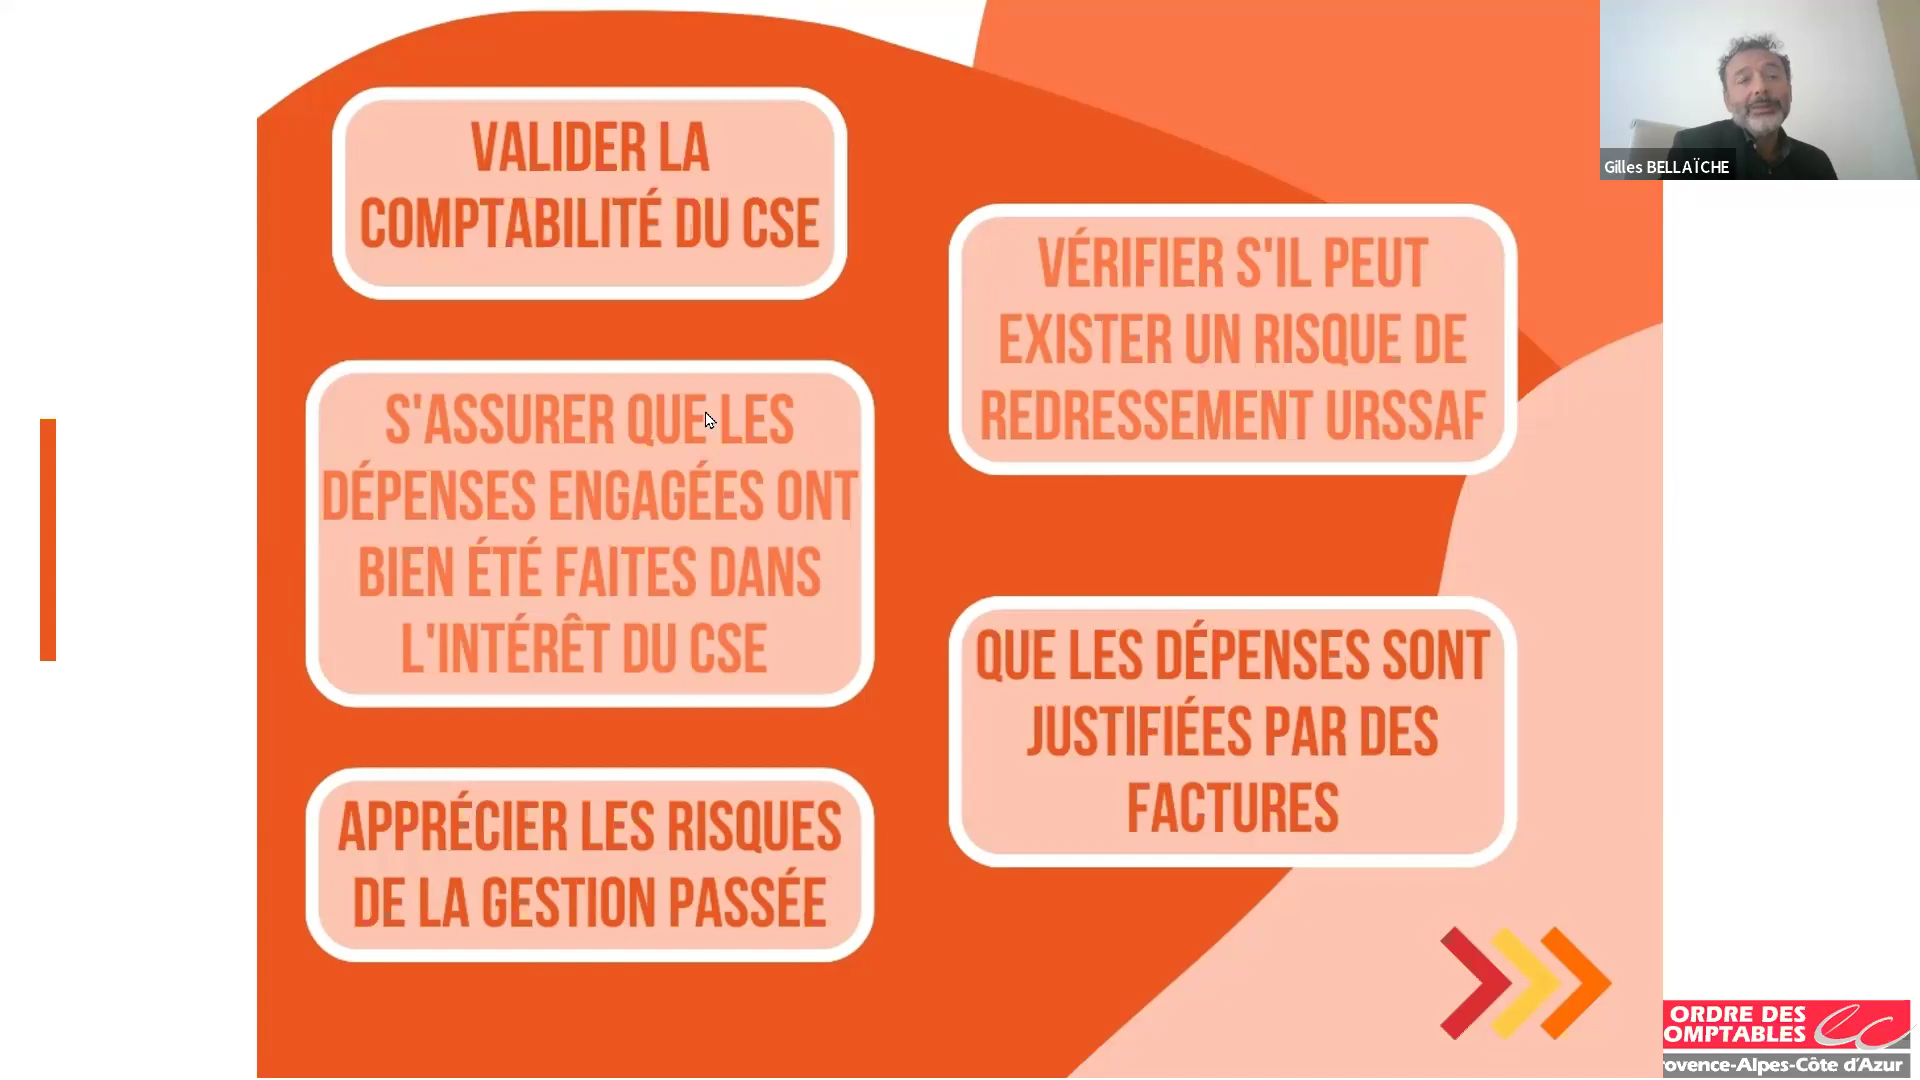 VALIDER LA
COMPTABILITÉ DU CSE
S'ASSURER QUE LES
DÉPENSES ENGAGÉES ONT
BIEN ÉTÉ FAITES DANS
L'INTÉRÊT DU CSE
APPRÉCIER LES RISQUES
DE LA GESTION PASSÉE
VÉRIFIER S'IL PEUT
EXISTER UN RISQUE DE
REDRESSEMENT URSSAF
QUE LES DÉPENSES SONT
JUSTIFIÉES PAR DES
FACTURES
Gilles BELLAÏCHE
ORDRE DES
OMPTABLES
rovence-Alpes-Côte d'Azur